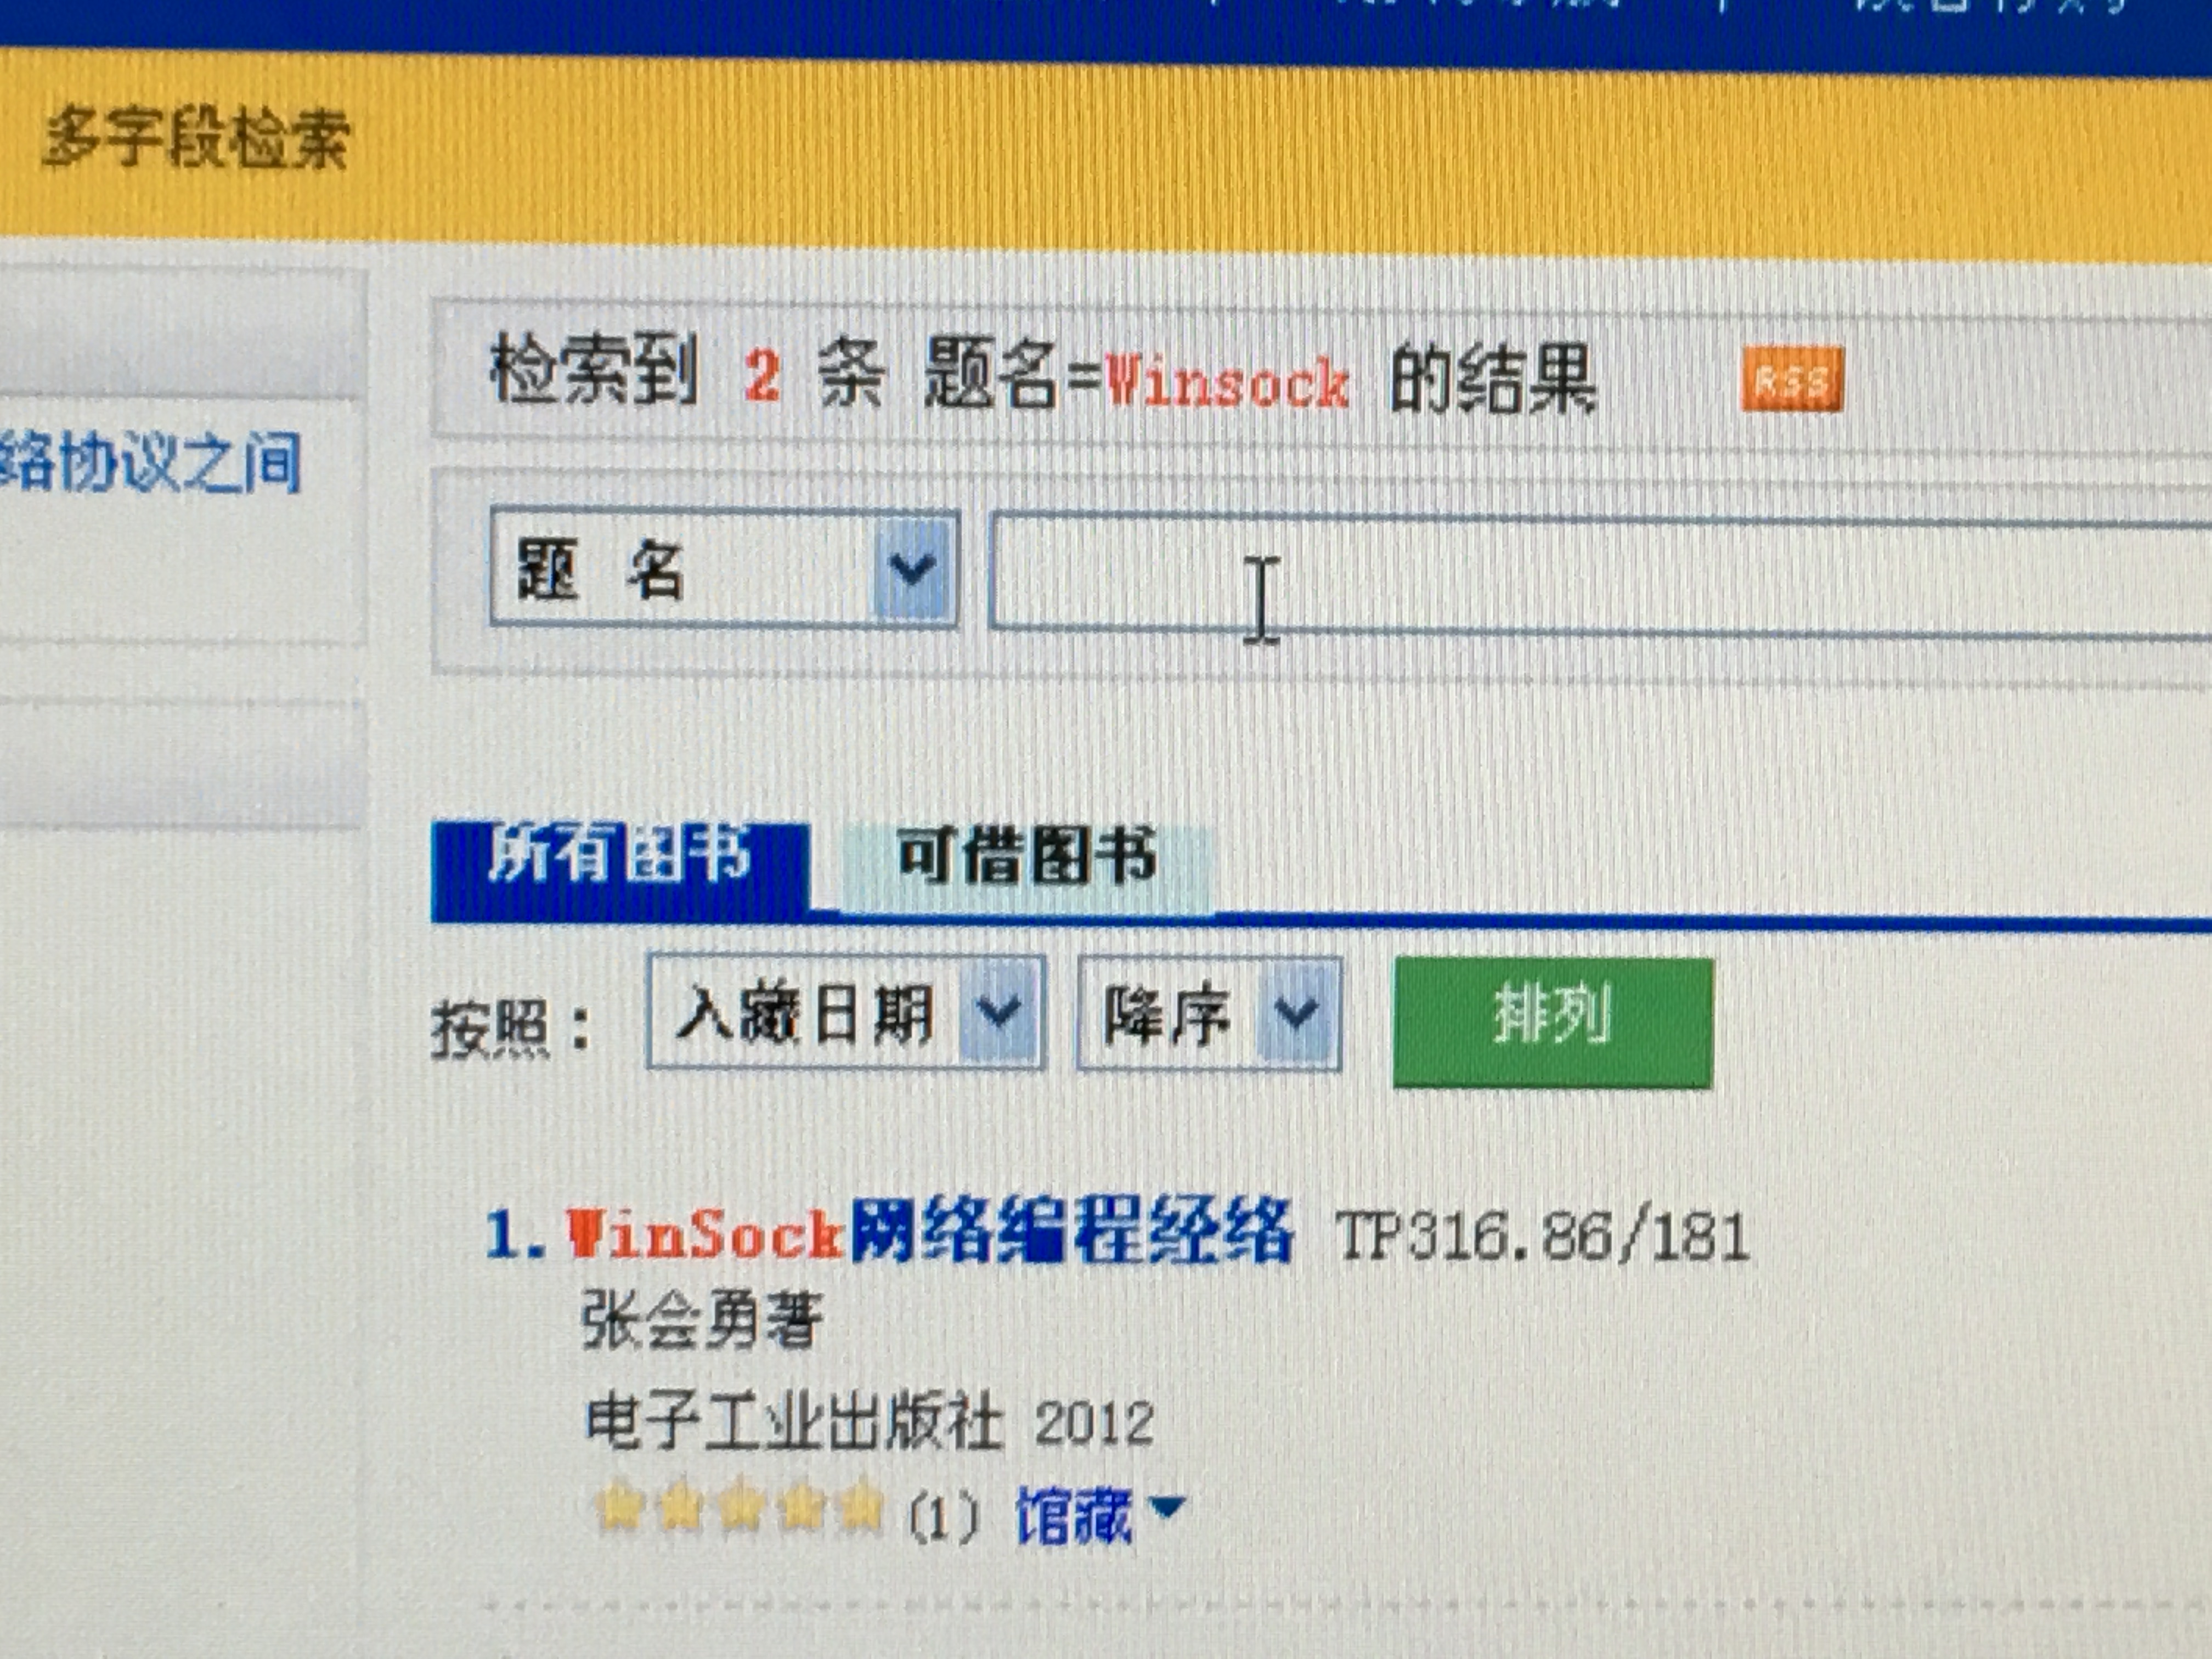 多字段检索
检索到 2 条 题名=Winsock 的结果 RSS
络协议之间
题 名
所有图书 可借图书
按照： 入藏日期 降序 排列
1. WinSock网络编程经络 TP316.86/181
张会勇著
电子工业出版社 2012
(1) 馆藏